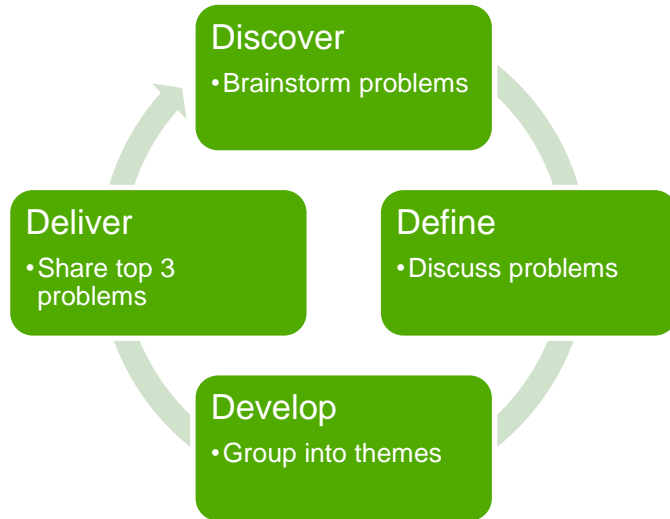 Discover
•Brainstorm problems
Define
•Discuss problems
Develop
•Group into themes
Deliver
•Share top 3
problems